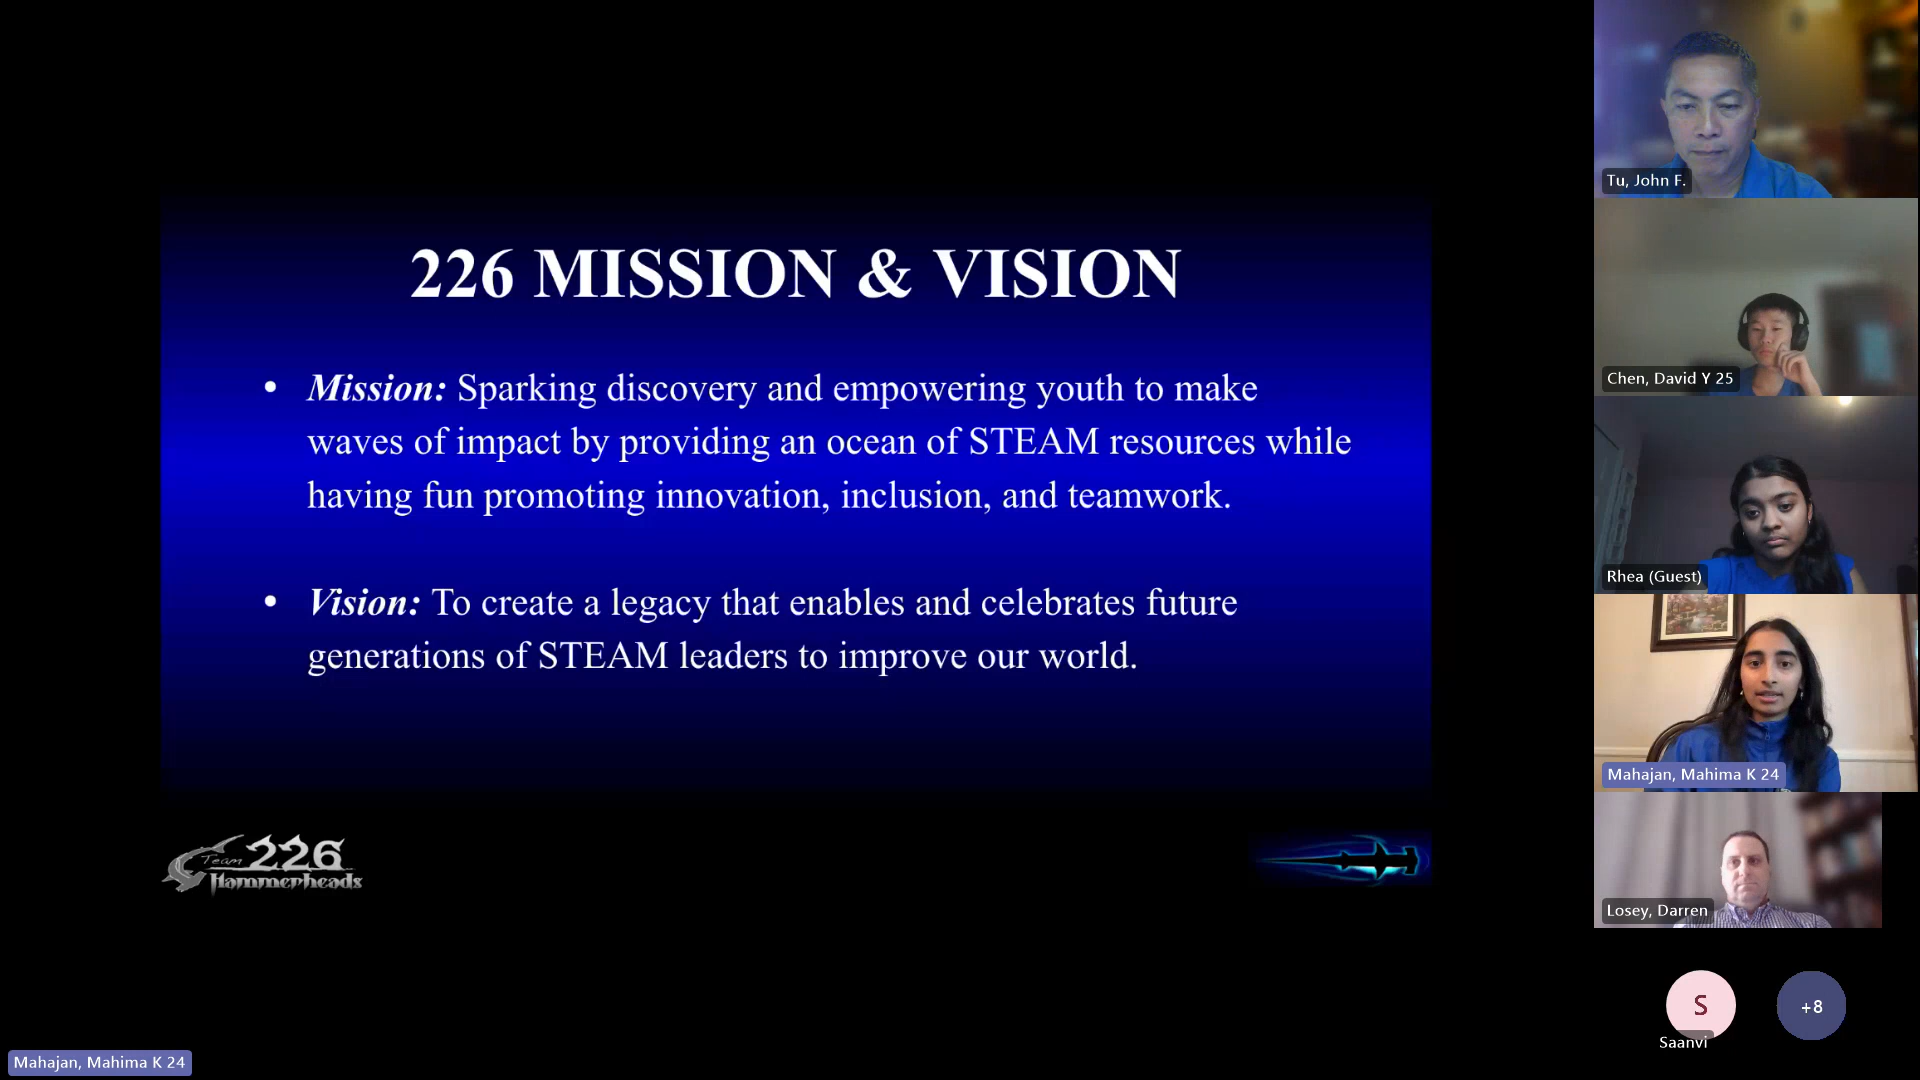 226 MISSION & VISION
• Mission: Sparking discovery and empowering youth to make
waves of impact by providing an ocean of STEAM resources while
having fun promoting innovation, inclusion, and teamwork.
• Vision: To create a legacy that enables and celebrates future
generations of STEAM leaders to improve our world.
Team 226
Hammerheads
Tu, John F.
Chen, David Y 25
Rhea (Guest)
Mahajan, Mahima K 24
Losey, Darren
S
+8
Saanvi
Mahajan, Mahima K 24